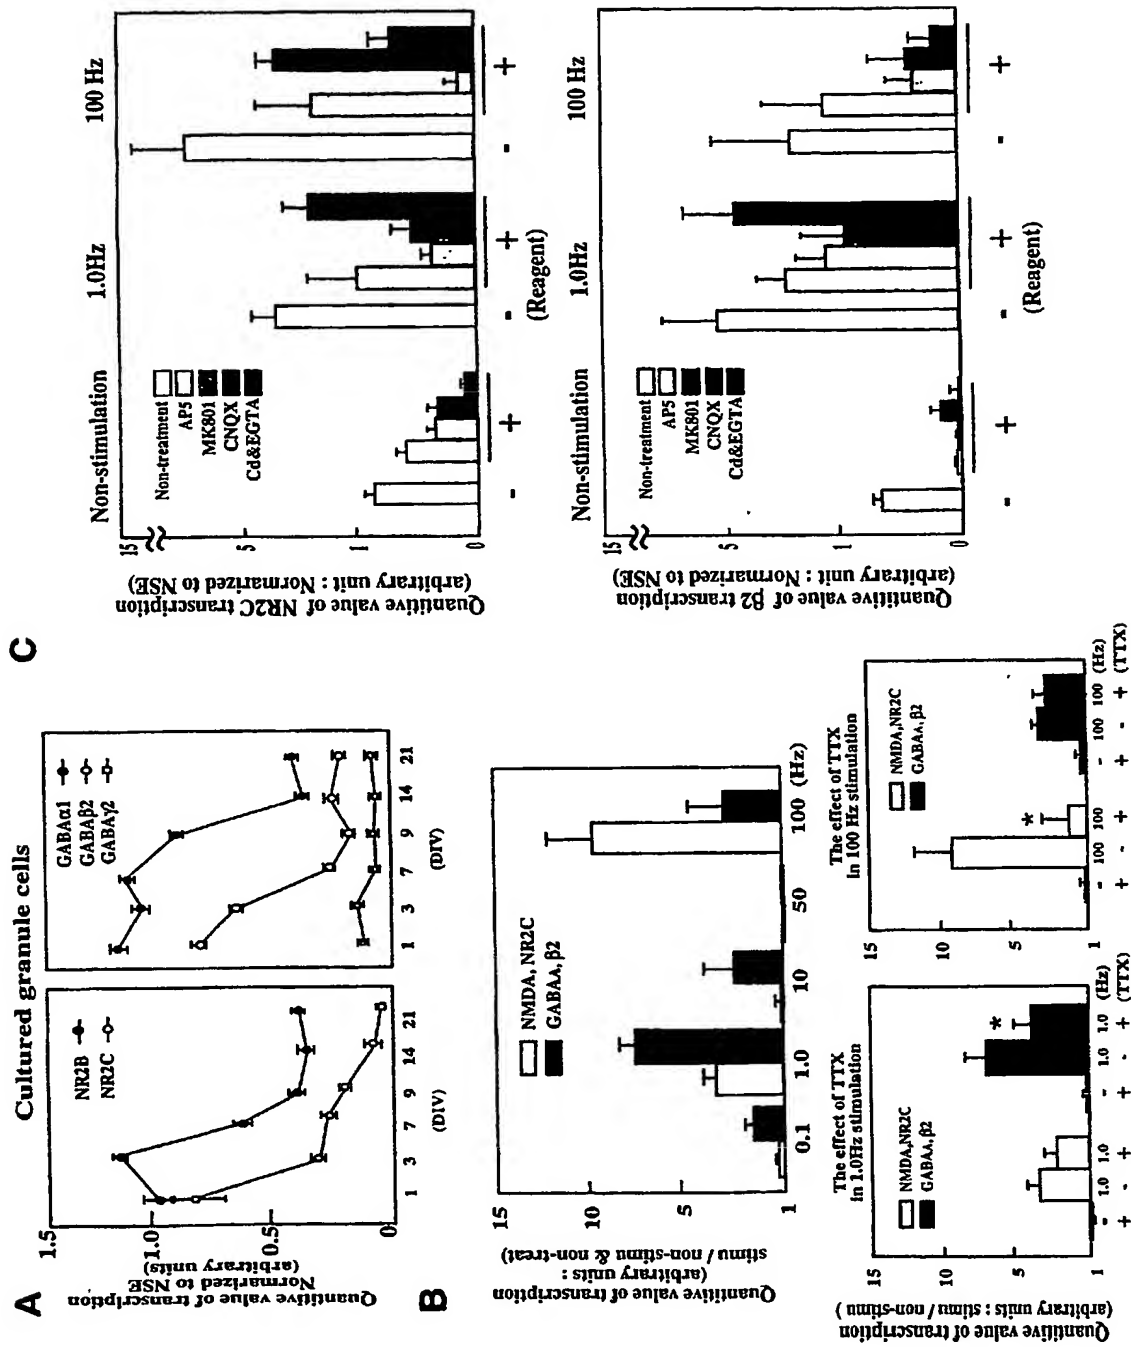 A
Cultured granule cells
Quantitive value of transcription
Normarized to NSE
(arbitrary units)
1.5
1.0
0.5
0
NR2B
NR2C
1 3 7 9 14 21
(DIV)
GABAα1
GABAβ2
GABAγ2
1 3 7 9 14 21
(DIV)
B
Quantitive value of transcription
(arbitrary units :
stimu / non-stimu & non-treat)
15
10
5
1
NMDA, NR2C
GABAA, β2
0.1 1.0 10 50 100 (Hz)
The effect of TTX
in 1.0Hz stimulation
Quantitive value of transcription
(arbitrary units : stimu / non-stimu )
15
10
5
1
NMDA,NR2C
GABAA, β2
*
- 1.0 1.0 - 1.0 1.0 (Hz)
+ - + + - + (TTX)
The effect of TTX
in 100 Hz stimulation
15
10
5
1
NMDA,NR2C
GABAA, β2
*
- 100 100 - 100 100 (Hz)
+ - + + - + (TTX)
C
Quantitive value of NR2C transcription
(arbitrary unit : Normarized to NSE)
15
1
0
Non-stimulation
1.0Hz
100 Hz
Non-treatment
AP5
MK801
CNQX
Cd&EGTA
- + - + - +
(Reagent)
Quantitive value of β2 transcription
(arbitrary unit : Normarized to NSE)
15
1
0
Non-stimulation
1.0Hz
100 Hz
Non-treatment
AP5
MK801
CNQX
Cd&EGTA
- + - + - +
(Reagent)